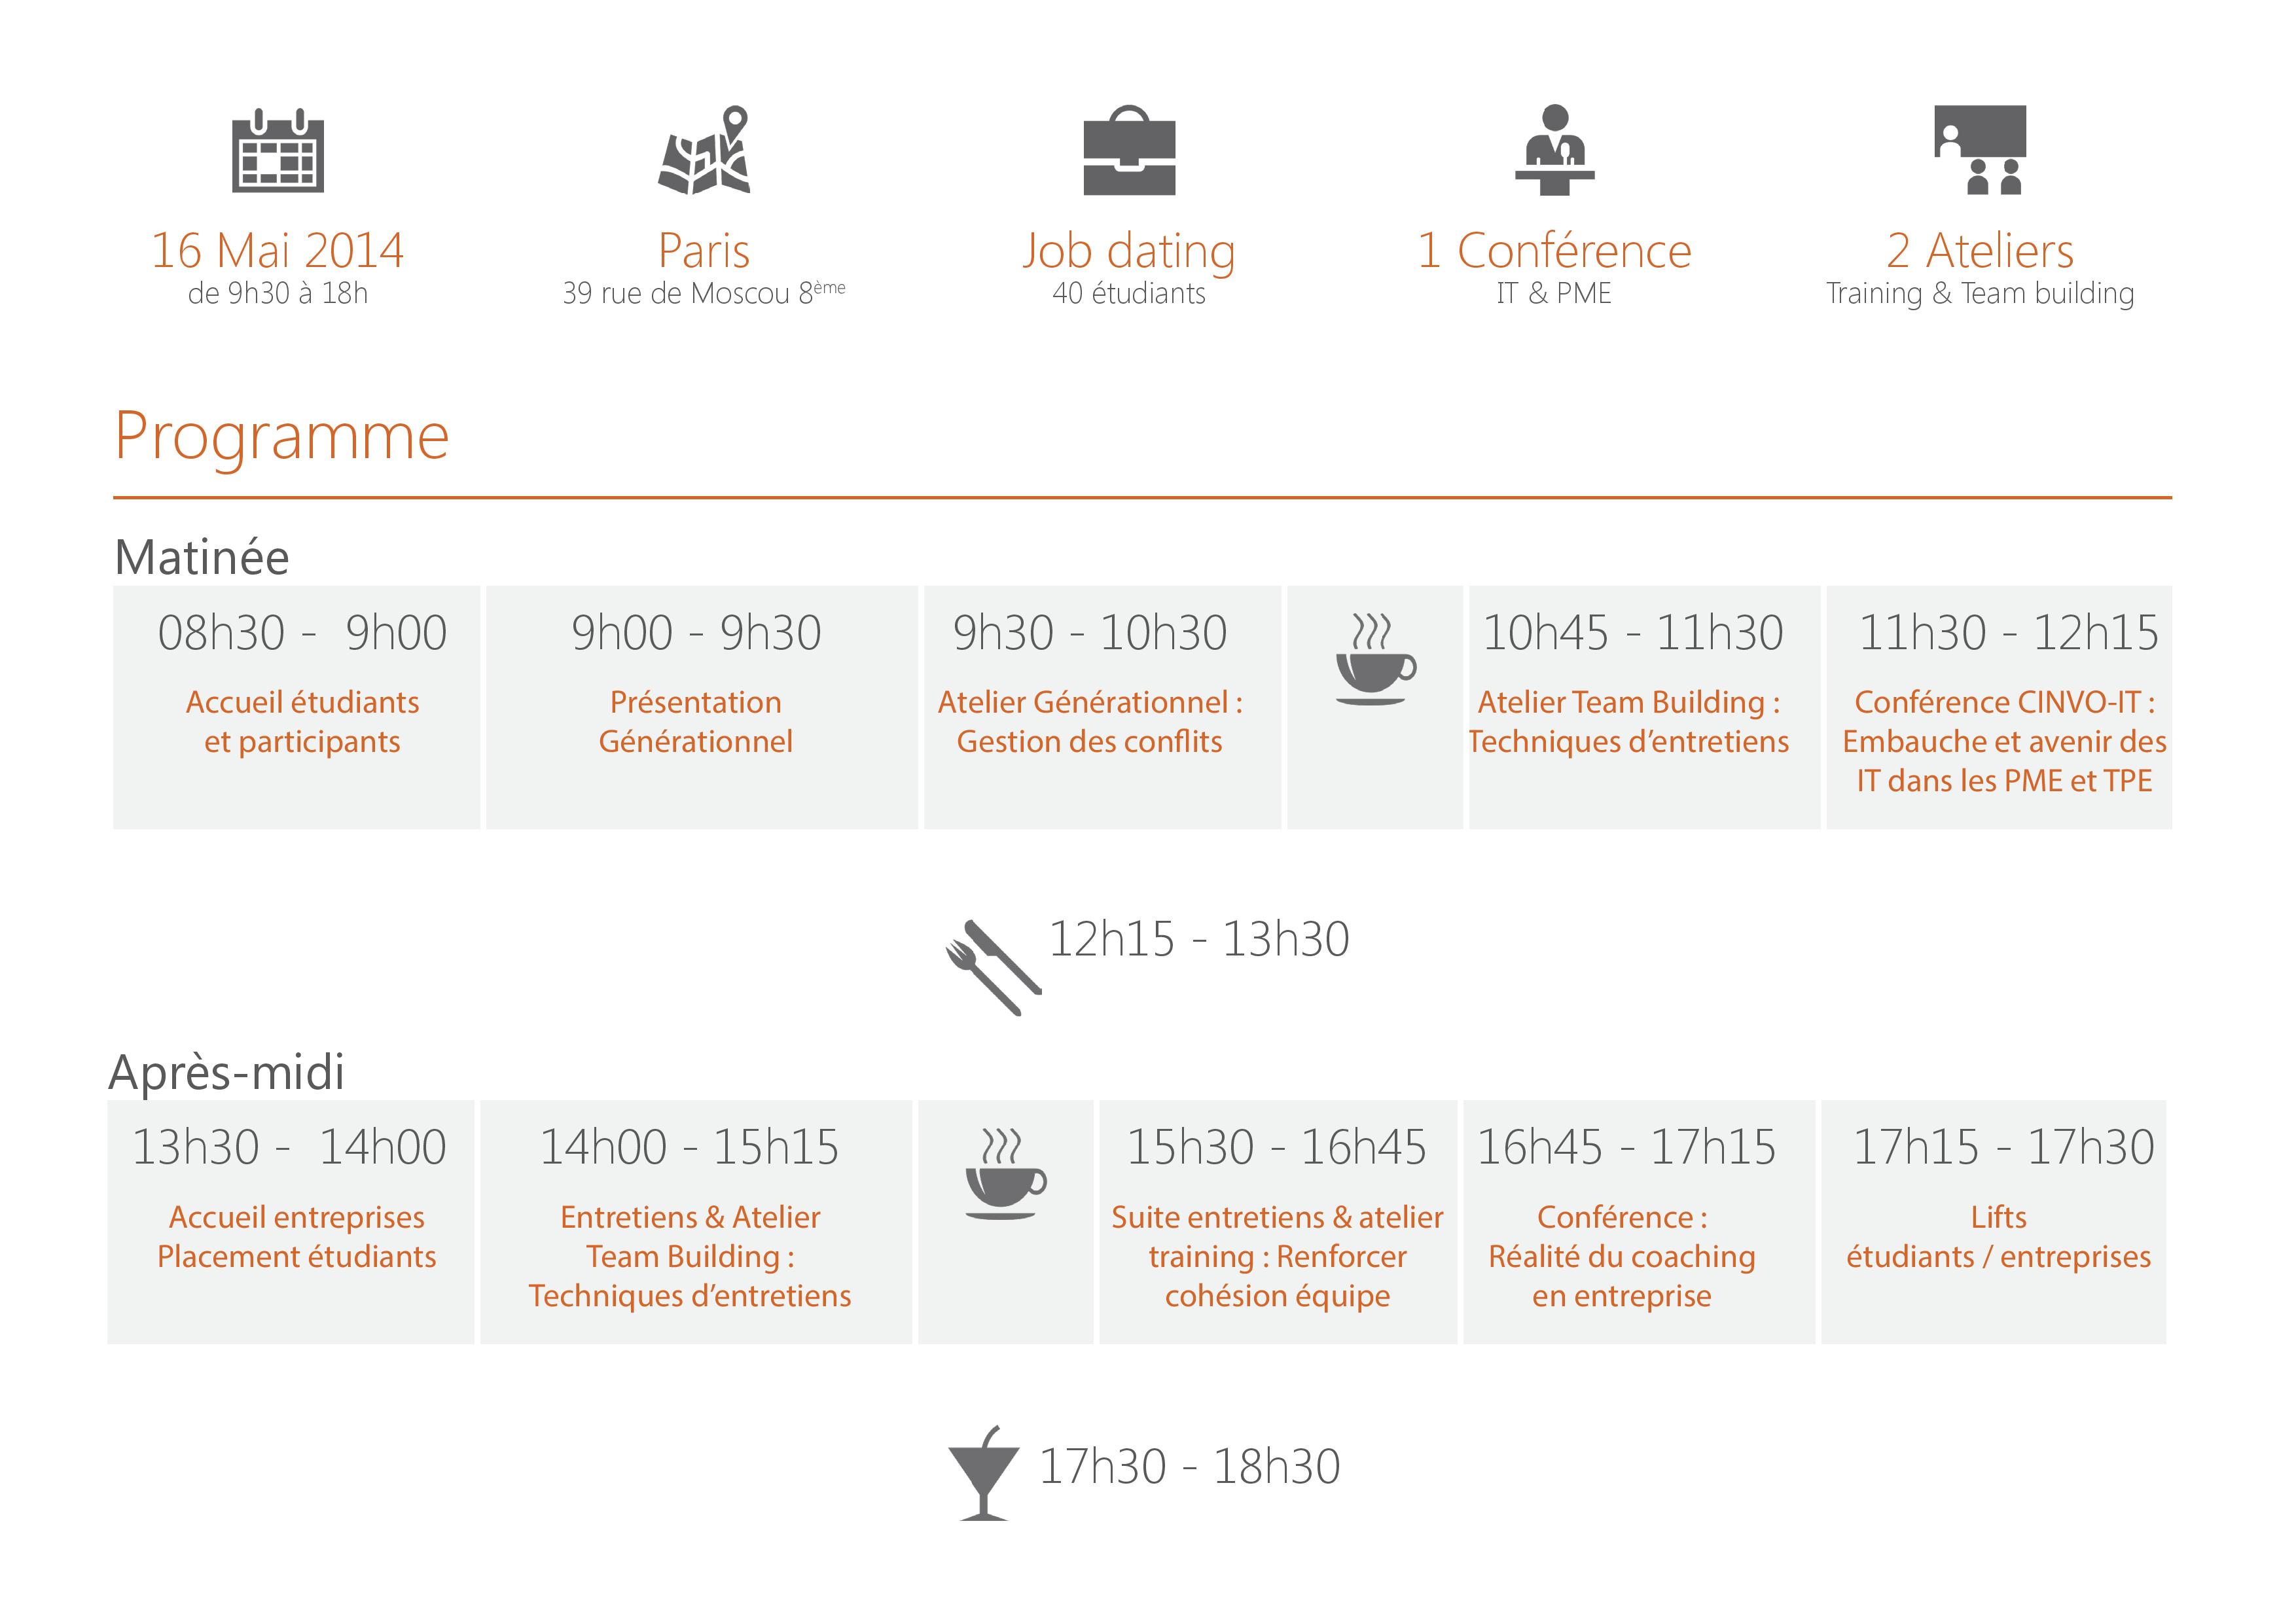 16 Mai 2014
de 9h30 à 18h
Paris
39 rue de Moscou 8ème
Job dating
40 étudiants
1 Conférence
IT & PME
2 Ateliers
Training & Team building
Programme
Matinée
08h30 - 9h00
Accueil étudiants
et participants
9h00 - 9h30
Présentation
Générationnel
9h30 - 10h30
Atelier Générationnel :
Gestion des conflits
10h45 - 11h30
Atelier Team Building :
Techniques d’entretiens
11h30 - 12h15
Conférence CINVO-IT :
Embauche et avenir des
IT dans les PME et TPE
12h15 - 13h30
Après-midi
13h30 - 14h00
Accueil entreprises
Placement étudiants
14h00 - 15h15
Entretiens & Atelier
Team Building :
Techniques d’entretiens
15h30 - 16h45
Suite entretiens & atelier
training : Renforcer
cohésion équipe
16h45 - 17h15
Conférence :
Réalité du coaching
en entreprise
17h15 - 17h30
Lifts
étudiants / entreprises
17h30 - 18h30